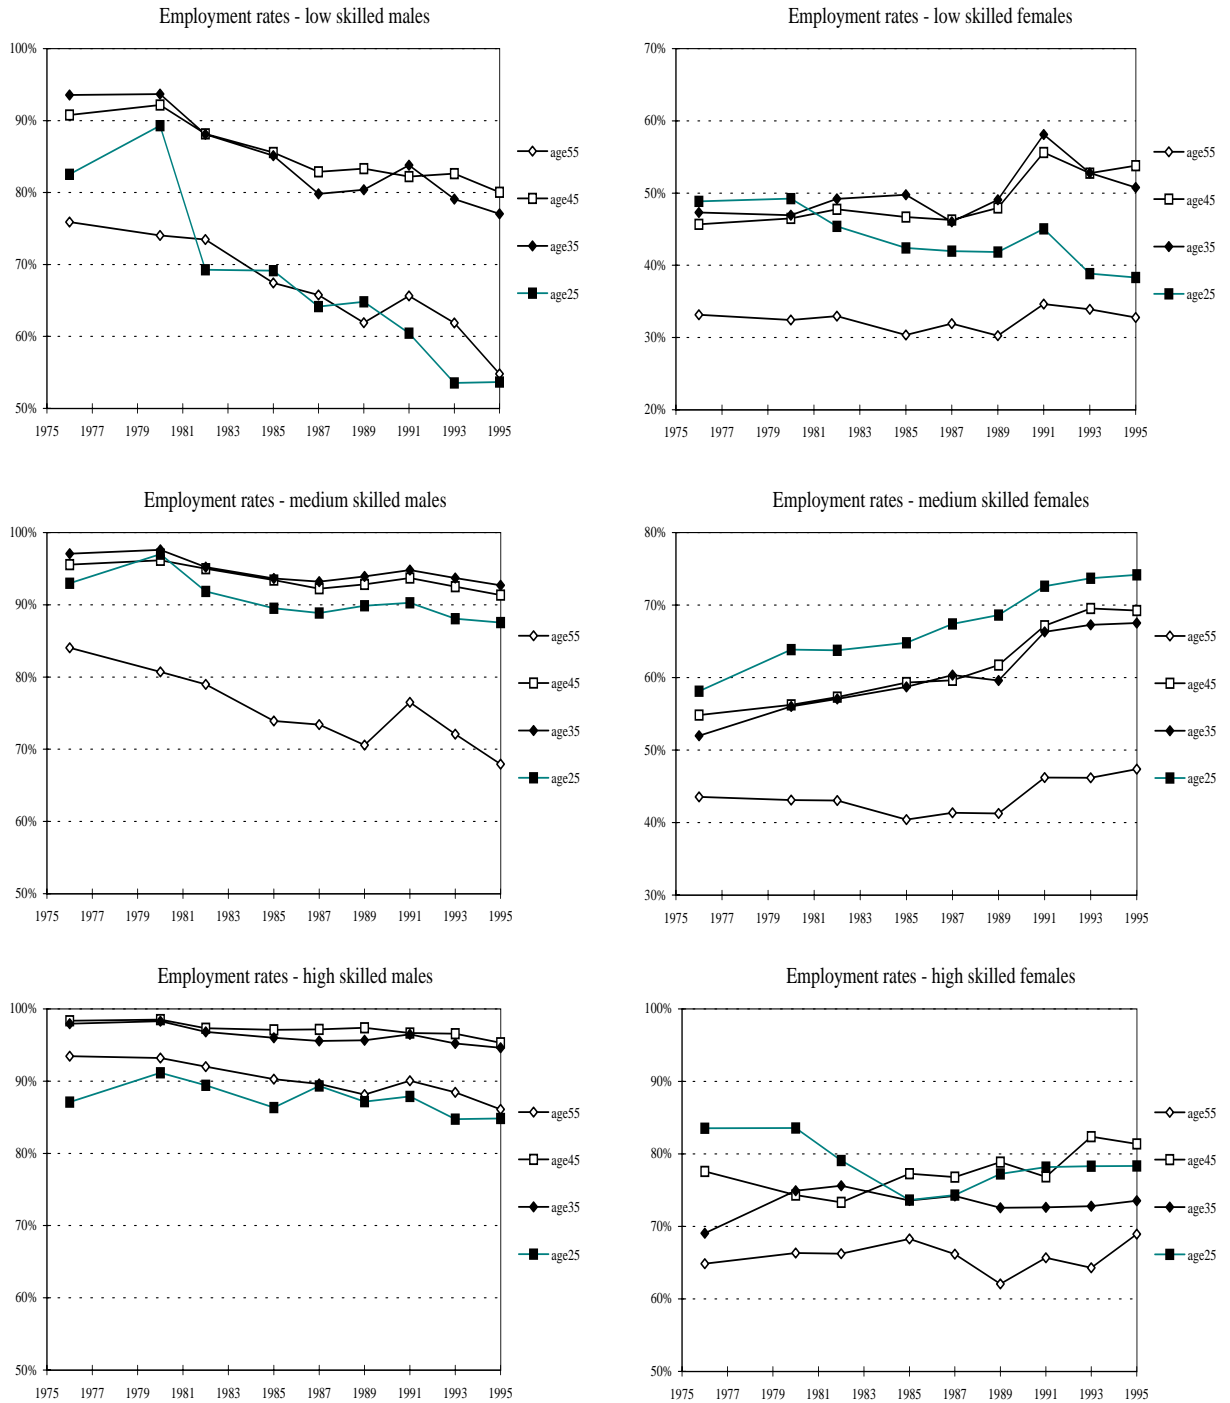 Employment rates - low skilled males
100%
90%
80%
70%
60%
50%
1975 1977 1979 1981 1983 1985 1987 1989 1991 1993 1995
age55
age45
age35
age25
Employment rates - low skilled females
70%
60%
50%
40%
30%
20%
1975 1977 1979 1981 1983 1985 1987 1989 1991 1993 1995
age55
age45
age35
age25
Employment rates - medium skilled males
100%
90%
80%
70%
60%
50%
1975 1977 1979 1981 1983 1985 1987 1989 1991 1993 1995
age55
age45
age35
age25
Employment rates - medium skilled females
80%
70%
60%
50%
40%
30%
1975 1977 1979 1981 1983 1985 1987 1989 1991 1993 1995
age55
age45
age35
age25
Employment rates - high skilled males
100%
90%
80%
70%
60%
50%
1975 1977 1979 1981 1983 1985 1987 1989 1991 1993 1995
age55
age45
age35
age25
Employment rates - high skilled females
100%
90%
80%
70%
60%
50%
1975 1977 1979 1981 1983 1985 1987 1989 1991 1993 1995
age55
age45
age35
age25